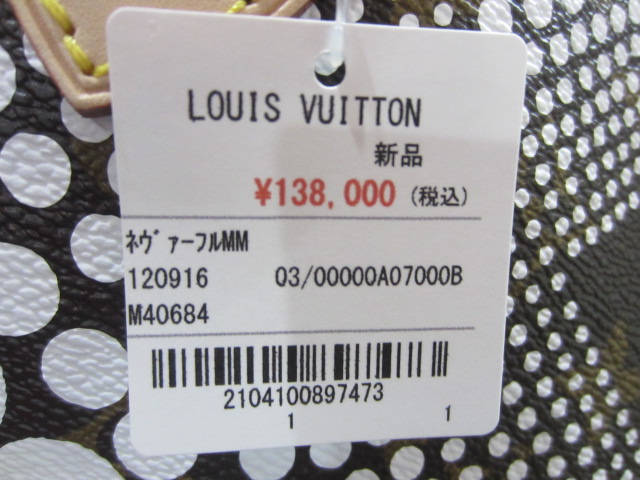 LOUIS VUITTON
新品
¥138,000 (税込)
ﾈｳﾞｧｰﾌﾙMM
120916 03/00000A07000B
M40684
2104100897473
1 1